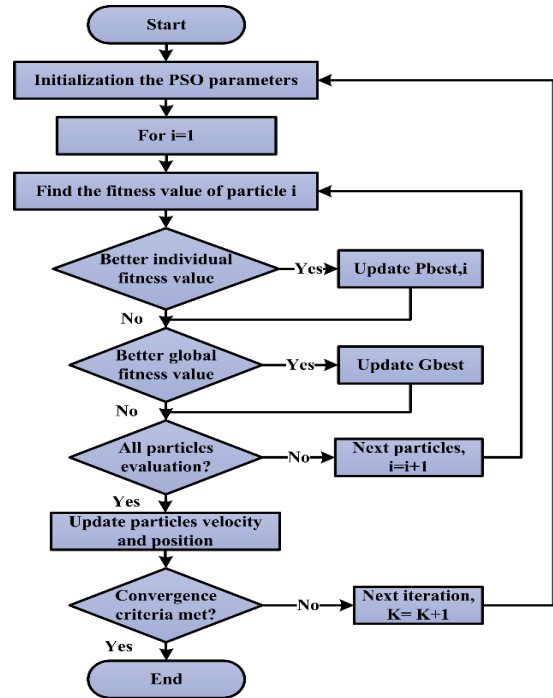 Start
Initialization the PSO parameters
For i=1
Find the fitness value of particle i
Better individual
fitness value
Yes
Update Pbest,i
No
Better global
fitness value
Yes
Update Gbest
No
All particles
evaluation?
No
Next particles,
i=i+1
Yes
Update particles velocity
and position
Convergence
criteria met?
No
Next iteration,
K= K+1
Yes
End